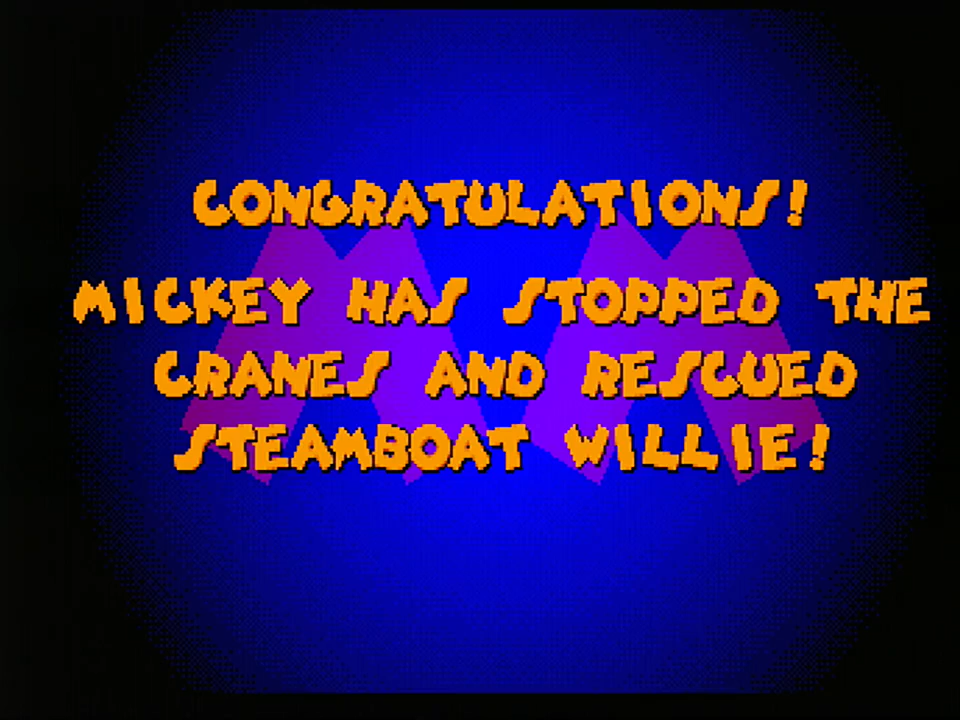 CONGRATULATIONS!
MICKEY HAS STOPPED THE
CRANES AND RESCUED
STEAMBOAT WILLIE!